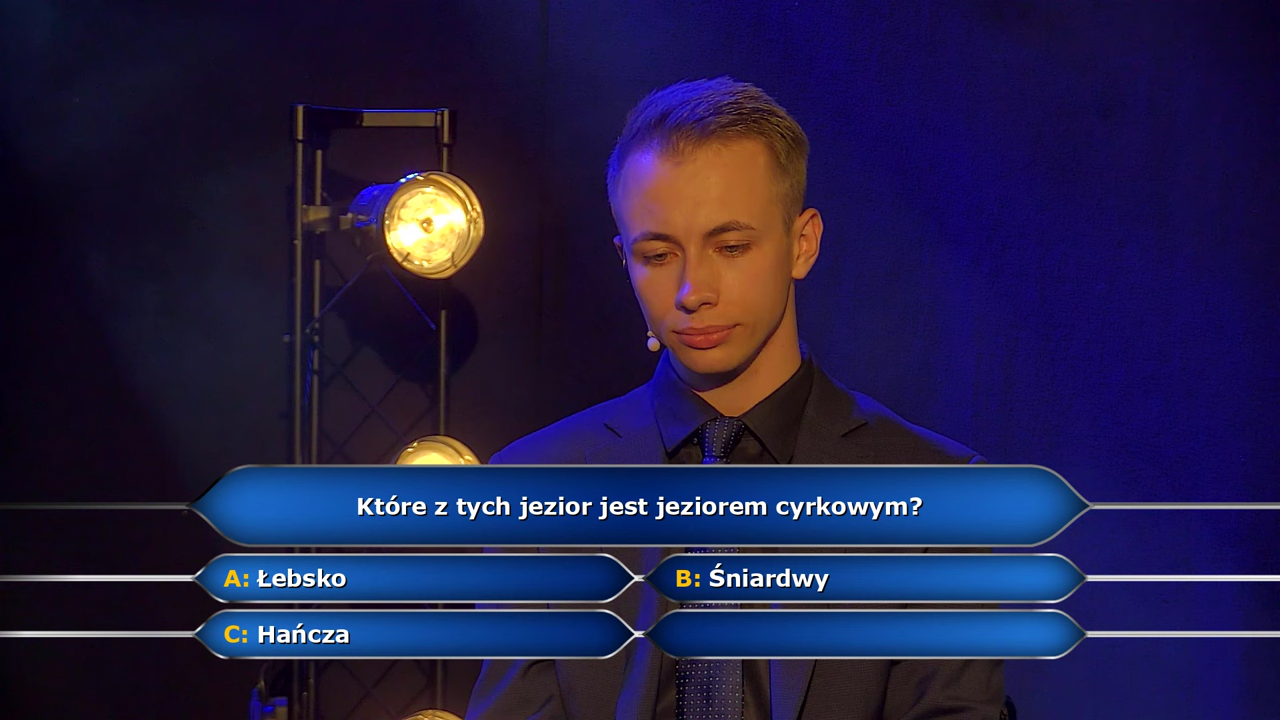 Które z tych jezior jest jeziorem cyrkowym?
A: Łebsko
B: Śniardwy
C: Hańcza